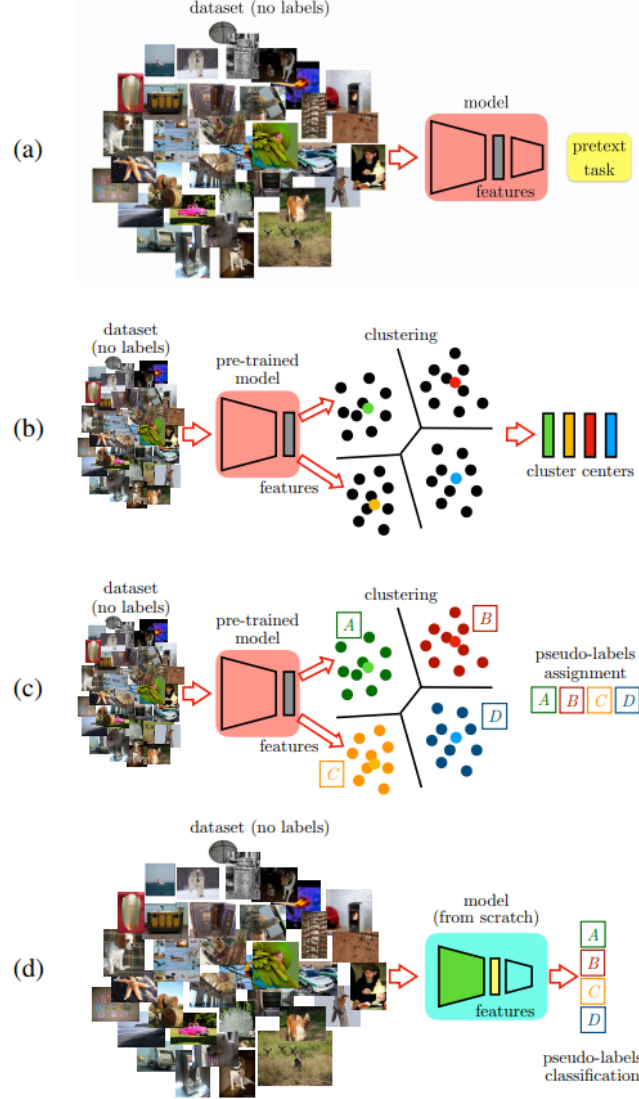 dataset (no labels)
(a)
model
features
pretext
task
dataset
(no labels)
(b)
pre-trained
model
features
clustering
cluster centers
dataset
(no labels)
(c)
pre-trained
model
features
clustering
A
B
C
D
pseudo-labels
assignment
A B C D
dataset (no labels)
(d)
model
(from scratch)
features
A
B
C
D
pseudo-labels
classification